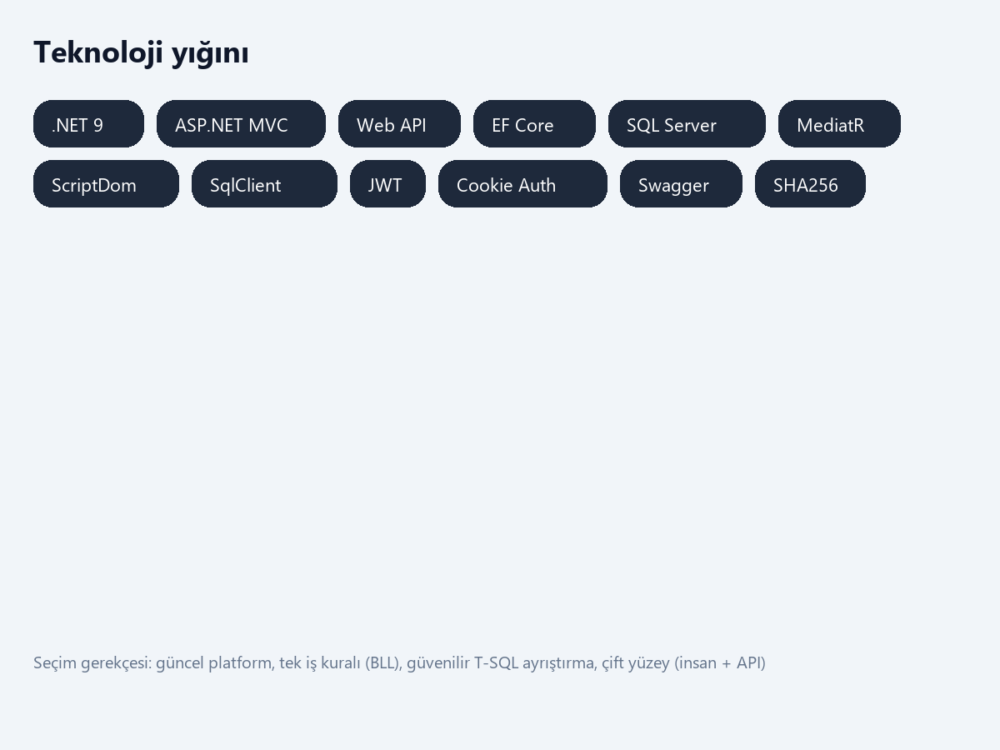 Teknoloji yığını
.NET 9 ASP.NET MVC Web API EF Core SQL Server MediatR
ScriptDom SqlClient JWT Cookie Auth Swagger SHA256
Seçim gerekçesi: güncel platform, tek iş kuralı (BLL), güvenilir T-SQL ayrıştırma, çift yüzey (insan + API)